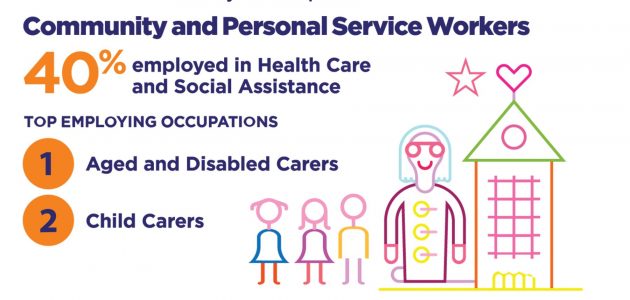 Community and Personal Service Workers
40% employed in Health Care
and Social Assistance
TOP EMPLOYING OCCUPATIONS
1 Aged and Disabled Carers
2 Child Carers